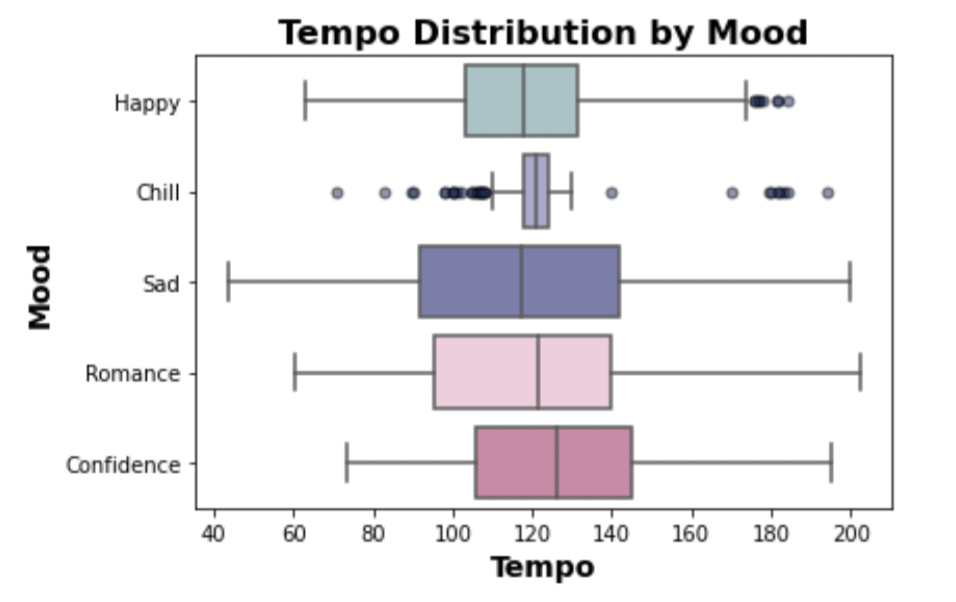 Tempo Distribution by Mood
Mood
Happy
Chill
Sad
Romance
Confidence
40 60 80 100 120 140 160 180 200
Tempo